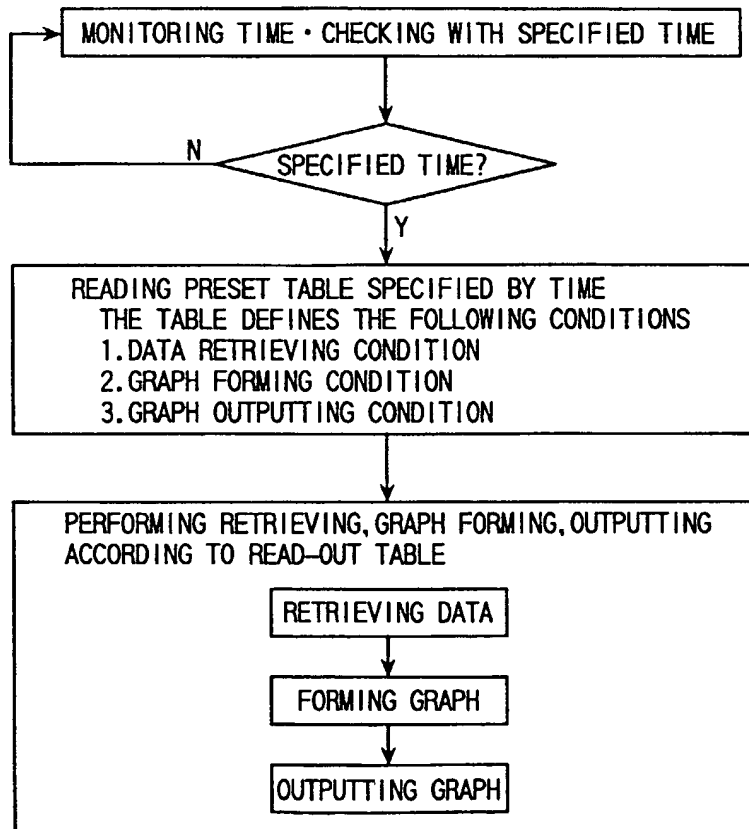 MONITORING TIME・CHECKING WITH SPECIFIED TIME
N
SPECIFIED TIME?
Y
READING PRESET TABLE SPECIFIED BY TIME
THE TABLE DEFINES THE FOLLOWING CONDITIONS
1.DATA RETRIEVING CONDITION
2.GRAPH FORMING CONDITION
3.GRAPH OUTPUTTING CONDITION
PERFORMING RETRIEVING, GRAPH FORMING, OUTPUTTING
ACCORDING TO READ-OUT TABLE
RETRIEVING DATA
FORMING GRAPH
OUTPUTTING GRAPH